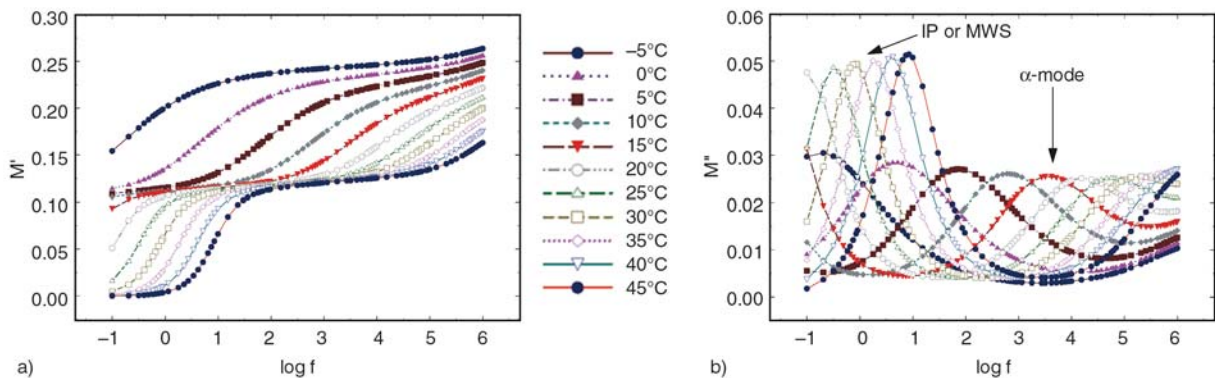 0.30
0.25
0.20
0.15
0.10
0.05
0.00
M'
–1 0 1 2 3 4 5 6
log f
a)
–5°C
0°C
5°C
10°C
15°C
20°C
25°C
30°C
35°C
40°C
45°C
0.06
0.05
0.04
0.03
0.02
0.01
0.00
M"
IP or MWS
α-mode
–1 0 1 2 3 4 5 6
log f
b)